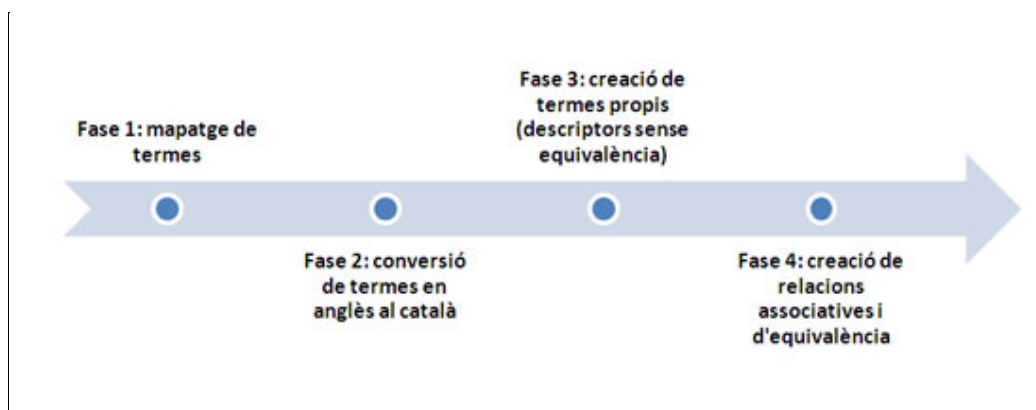 Fase 1: mapatge de
termes
Fase 2: conversió
de termes en
anglès al català
Fase 3: creació de
termes propis
(descriptors sense
equivalència)
Fase 4: creació de
relacions
associatives i
d'equivalència